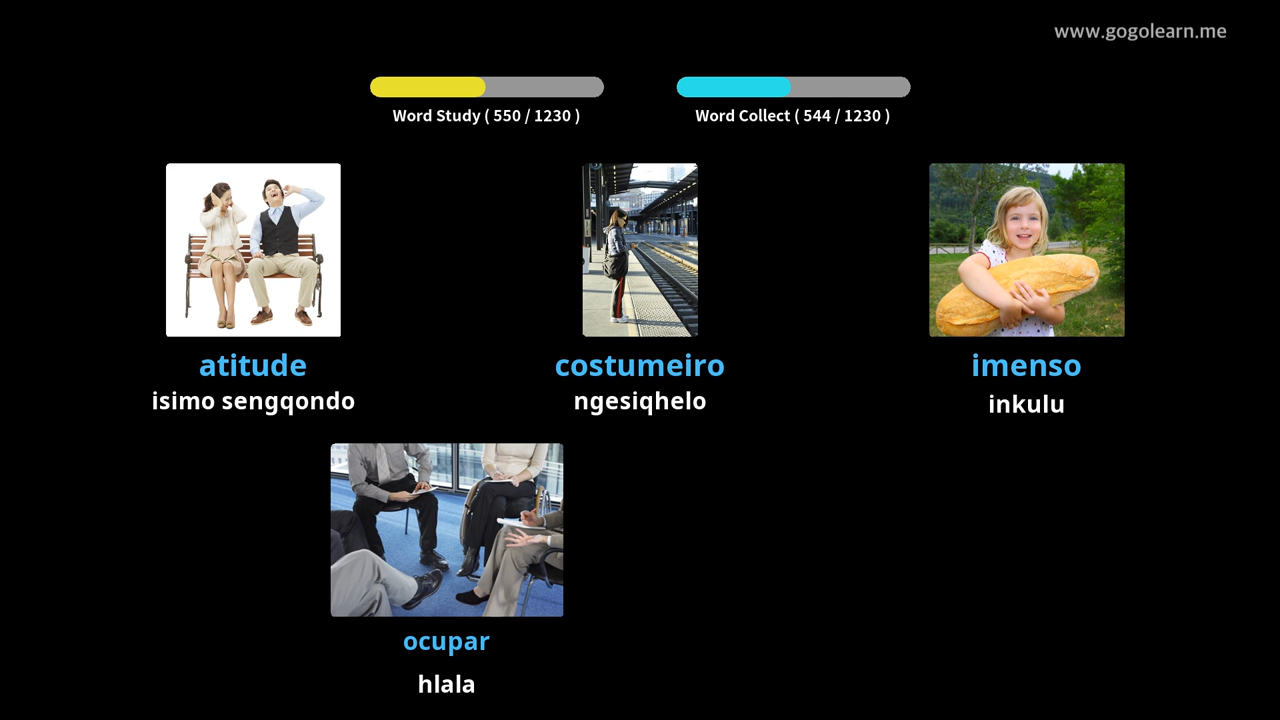 www.gogolearn.me
Word Study ( 550 / 1230 )
Word Collect ( 544 / 1230 )
atitude
isimo sengqondo
costumeiro
ngesiqhelo
imenso
inkulu
ocupar
hlala